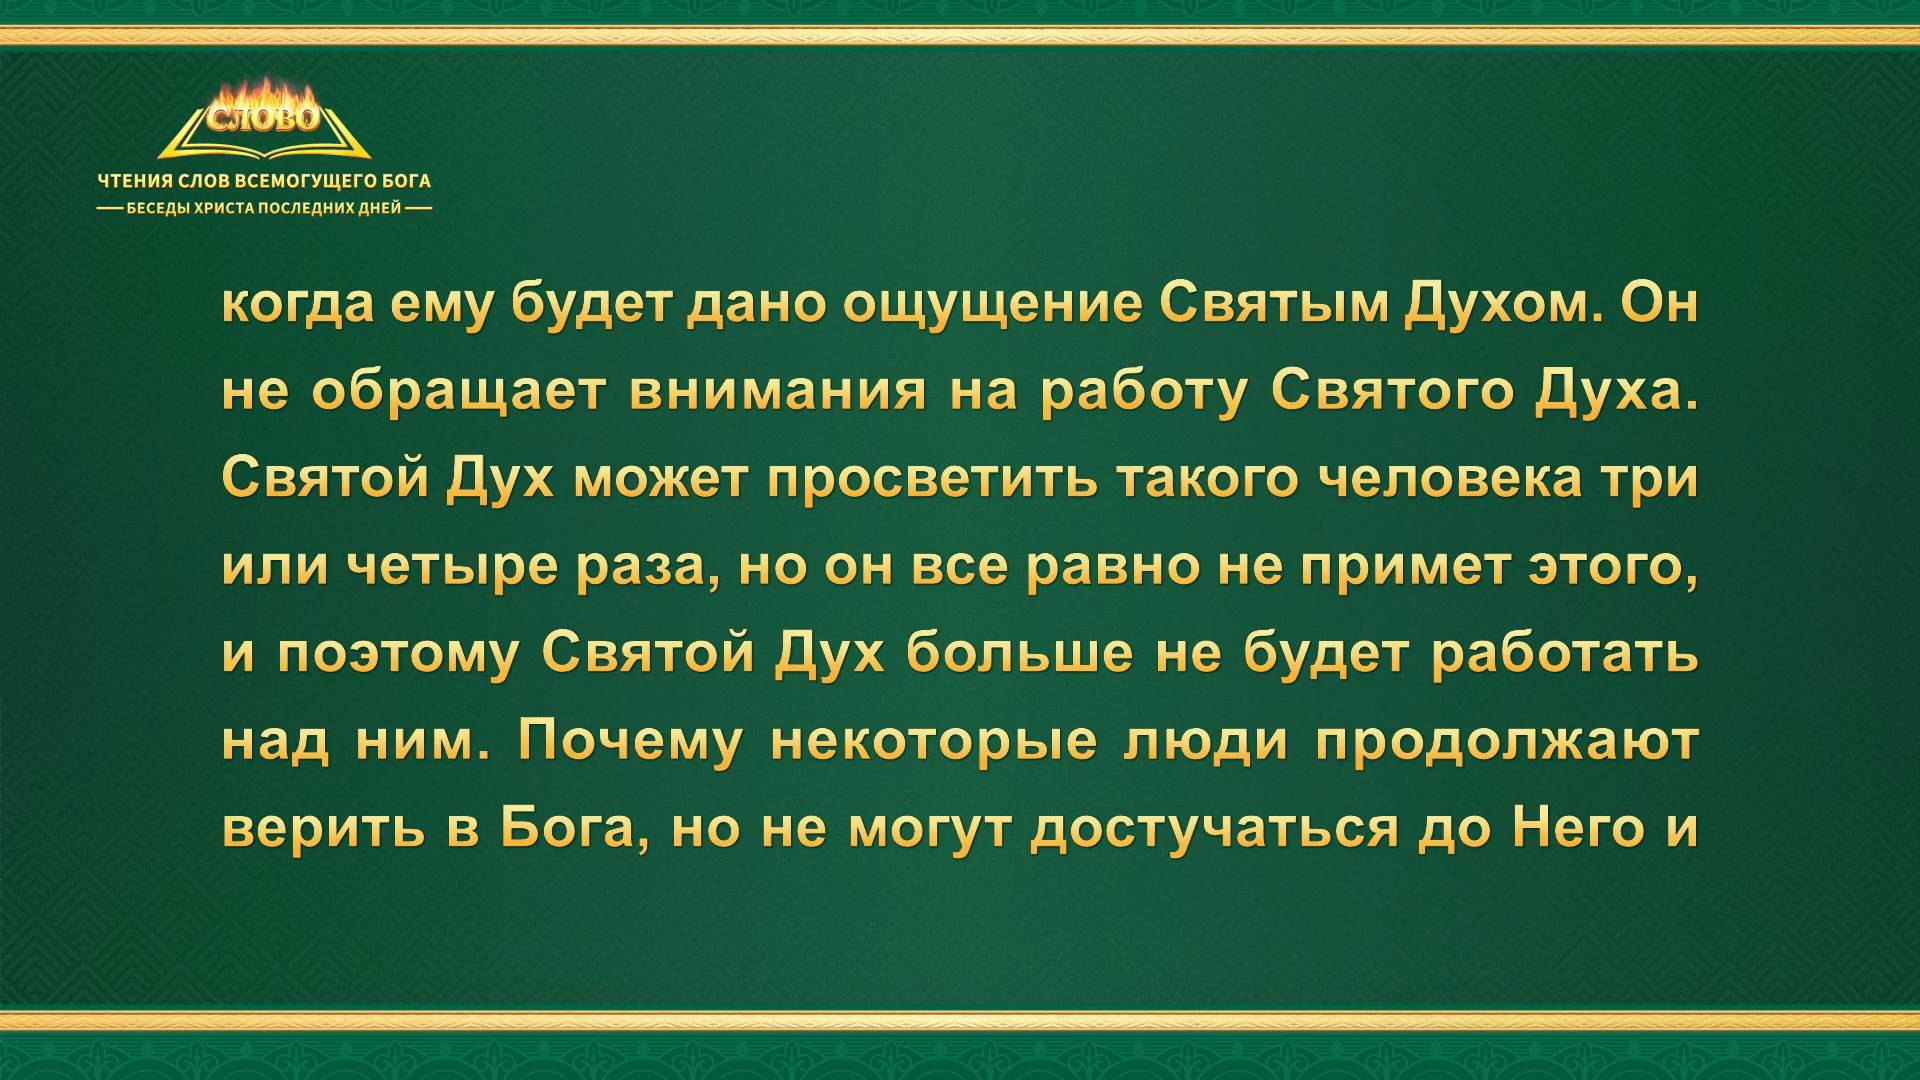 СЛОВО
ЧТЕНИЯ СЛОВ ВСЕМОГУЩЕГО БОГА
БЕСЕДЫ ХРИСТА ПОСЛЕДНИХ ДНЕЙ
когда ему будет дано ощущение Святым Духом. Он
не обращает внимания на работу Святого Духа.
Святой Дух может просветить такого человека три
или четыре раза, но он все равно не примет этого,
и поэтому Святой Дух больше не будет работать
над ним. Почему некоторые люди продолжают
верить в Бога, но не могут достучаться до Него и